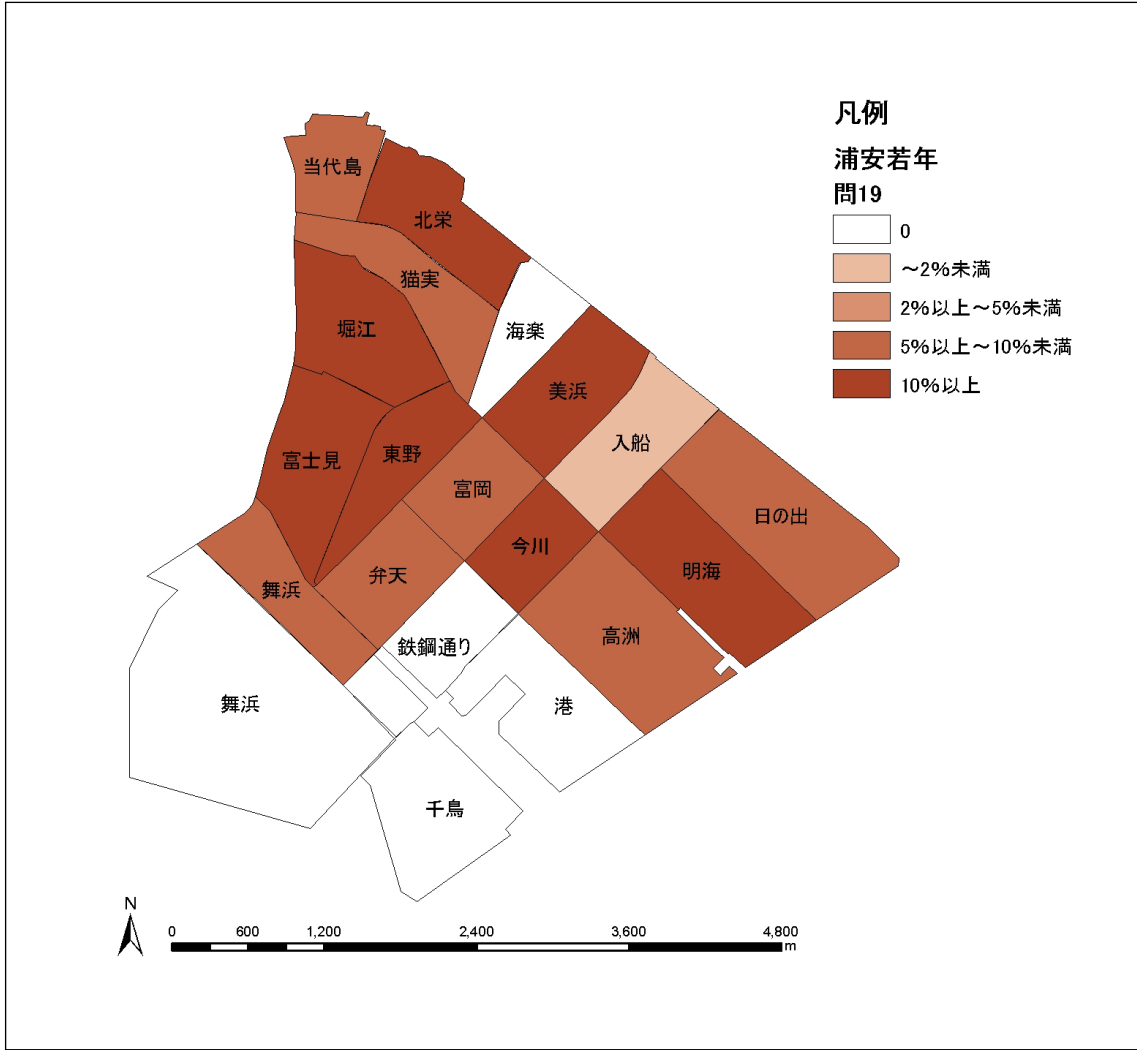 凡例
浦安若年
問19
0
～2%未満
2%以上～5%未満
5%以上～10%未満
10%以上
当代島
北栄
猫実
海楽
堀江
美浜
入船
東野
富士見
富岡
日の出
今川
明海
弁天
舞浜
高洲
鉄鋼通り
舞浜
港
千鳥
N
0 600 1,200 2,400 3,600 4,800
m